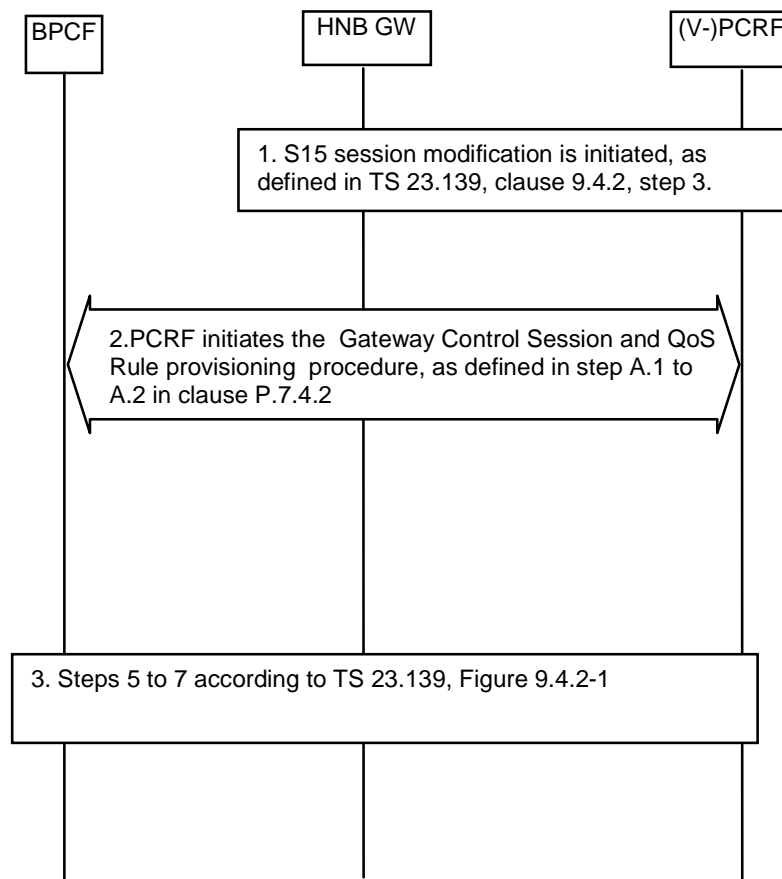 BPCF
HNB GW
(V-)PCRF
1. S15 session modification is initiated, as
defined in TS 23.139, clause 9.4.2, step 3.
2.PCRF initiates the  Gateway Control Session and QoS
Rule provisioning  procedure, as defined in step A.1 to
A.2 in clause P.7.4.2
3. Steps 5 to 7 according to TS 23.139, Figure 9.4.2-1